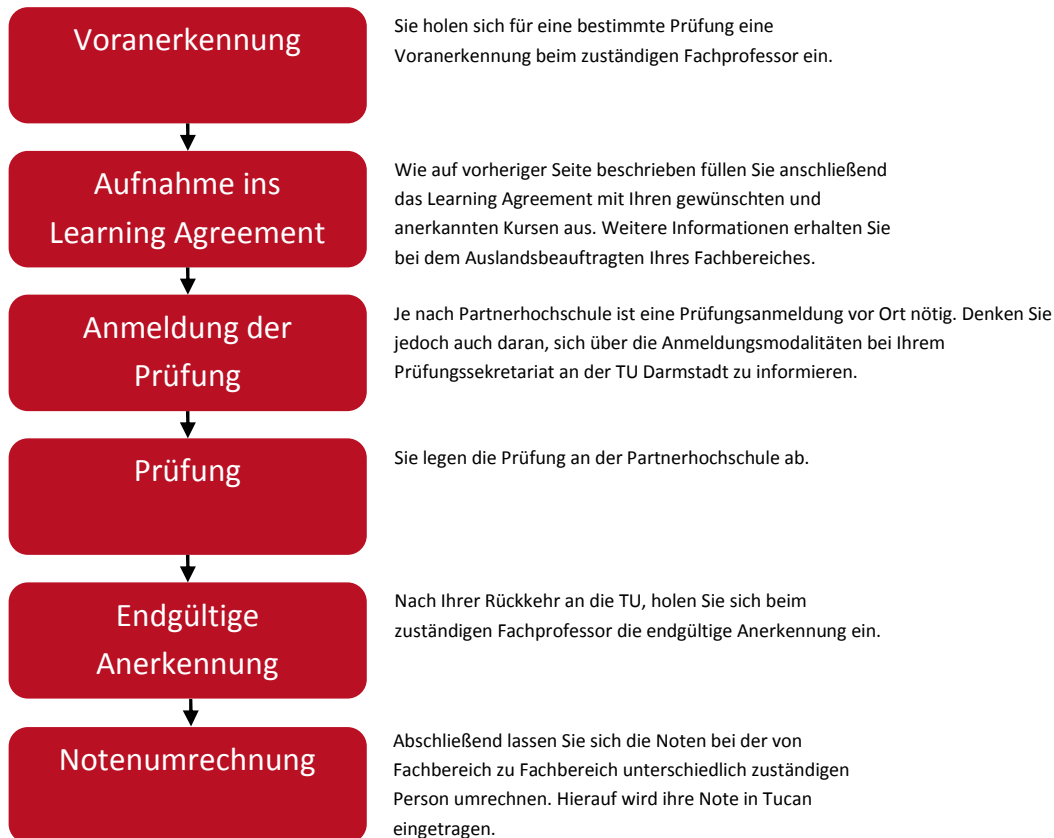 Voranerkennung
Sie holen sich für eine bestimmte Prüfung eine
Voranerkennung beim zuständigen Fachprofessor ein.
Aufnahme ins
Learning Agreement
Wie auf vorheriger Seite beschrieben füllen Sie anschließend
das Learning Agreement mit Ihren gewünschten und
anerkannten Kursen aus. Weitere Informationen erhalten Sie
bei dem Auslandsbeauftragten Ihres Fachbereiches.
Anmeldung der
Prüfung
Je nach Partnerhochschule ist eine Prüfungsanmeldung vor Ort nötig. Denken Sie
jedoch auch daran, sich über die Anmeldungsmodalitäten bei Ihrem
Prüfungssekretariat an der TU Darmstadt zu informieren.
Prüfung
Sie legen die Prüfung an der Partnerhochschule ab.
Endgültige
Anerkennung
Nach Ihrer Rückkehr an die TU, holen Sie sich beim
zuständigen Fachprofessor die endgültige Anerkennung ein.
Notenumrechnung
Abschließend lassen Sie sich die Noten bei der von
Fachbereich zu Fachbereich unterschiedlich zuständigen
Person umrechnen. Hierauf wird ihre Note in Tucan
eingetragen.